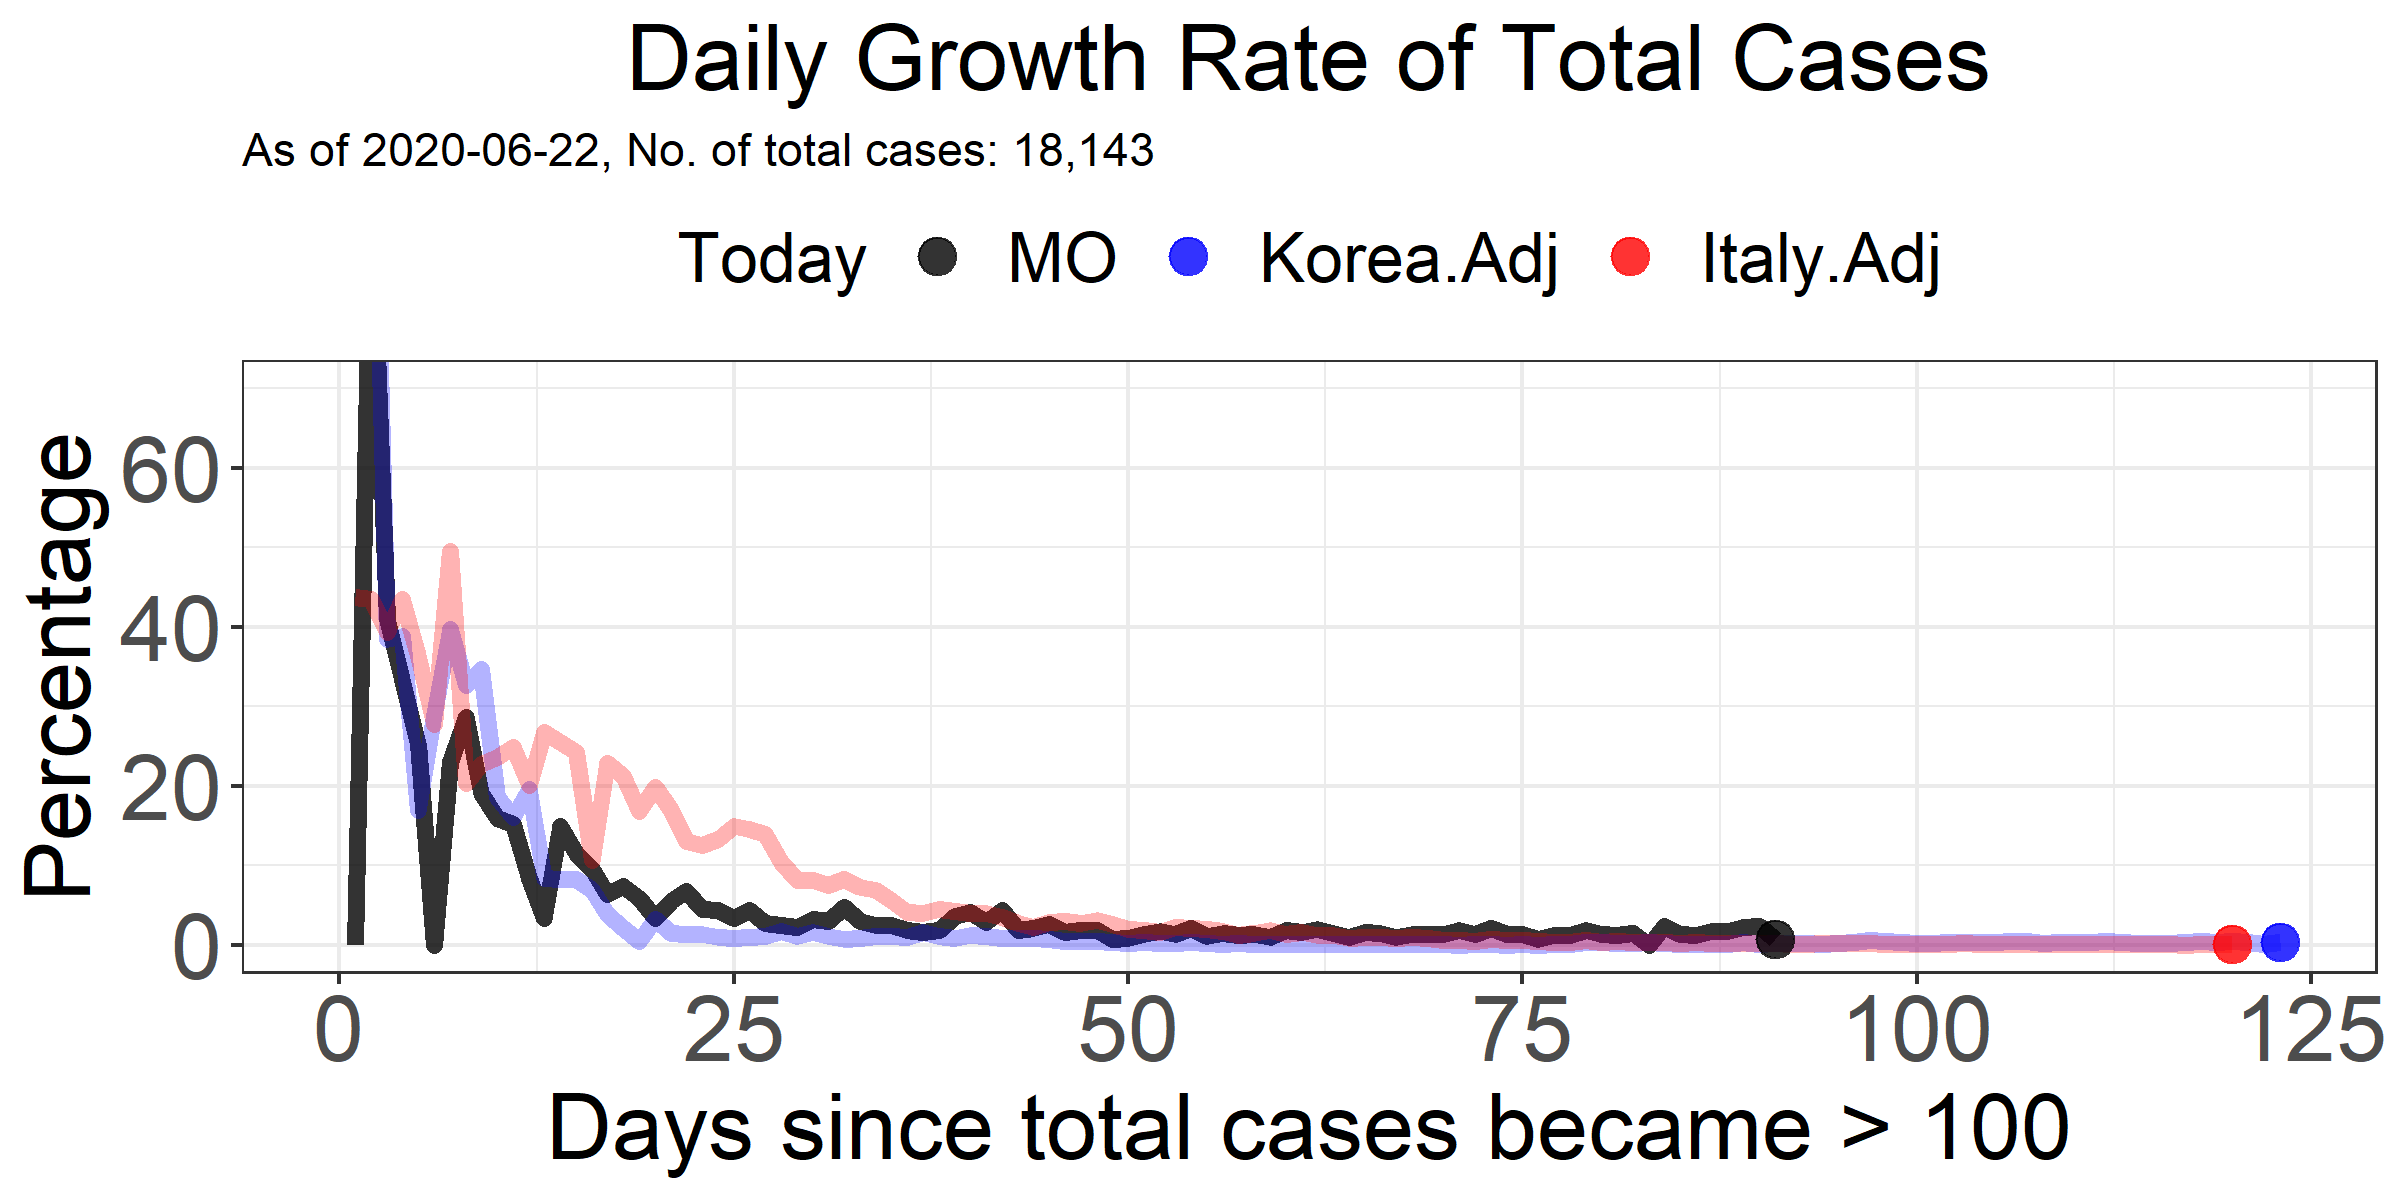 Daily Growth Rate of Total Cases
As of 2020-06-22, No. of total cases: 18,143
Today MO Korea.Adj Italy.Adj
Percentage
60
40
20
0
0 25 50 75 100 125
Days since total cases became > 100